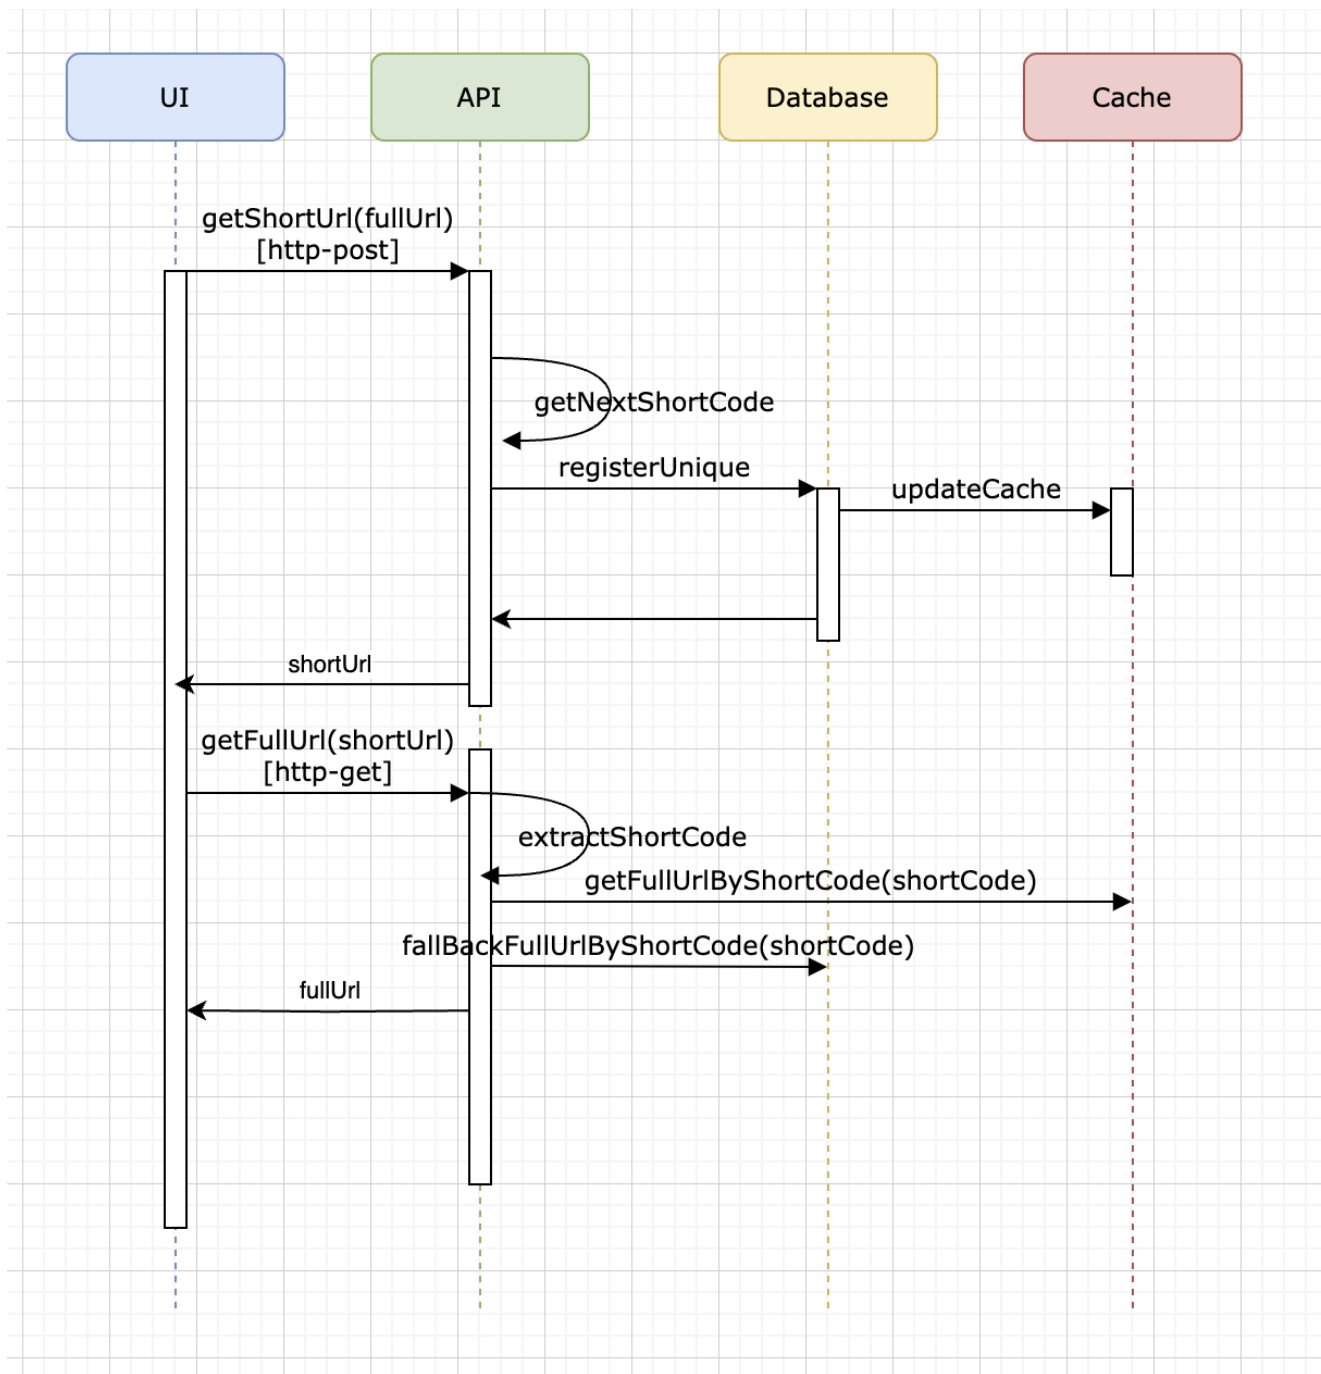 UI
API
Database
Cache
getShortUrl(fullUrl)
[http-post]
getNextShortCode
registerUnique
updateCache
shortUrl
getFullUrl(shortUrl)
[http-get]
extractShortCode
getFullUrlByShortCode(shortCode)
fallBackFullUrlByShortCode(shortCode)
fullUrl